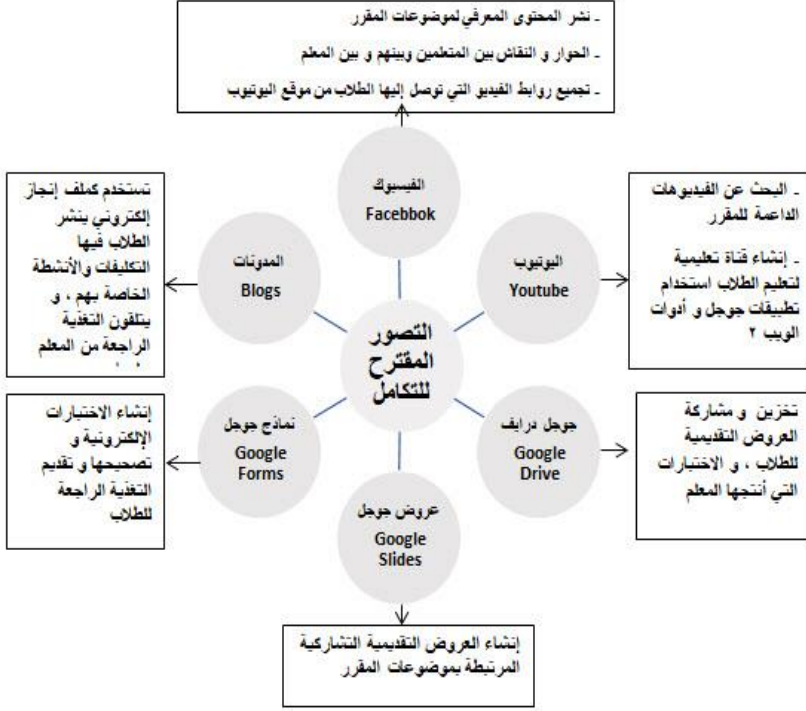 ـ نشر المحتوى المعرفي لموضوعات المقرر
ـ الحوار و النقاش بين المتعلمين وبينهم و بين المعلم
ـ تجميع روابط الفيديو التي توصل إليها الطلاب من موقع اليوتيوب
الفيسبوك
Facebbok
ـ البحث عن الفيديوهات
الداعمة للمقرر
ـ إنشاء قناة تعليمية
لتعليم الطلاب استخدام
تطبيقات جوجل و أدوات
الويب ٢
اليوتيوب
Youtube
تستخدم كملف إنجاز
إلكتروني ينشر
الطلاب فيها
التكليفات والأنشطة
الخاصة بهم ، و
يتلقون التغذية
الراجعة من المعلم
المدونات
Blogs
التصور
المقترح
للتكامل
تخزين و مشاركة
العروض التقديمية
للطلاب ، و الاختبارات
التي أنتجها المعلم
جوجل درايف
Google
Drive
نماذج جوجل
Google
Forms
إنشاء الاختبارات
الإلكترونية و
تصحيحها و تقديم
التغذية الراجعة
للطلاب
عروض جوجل
Google
Slides
إنشاء العروض التقديمية التشاركية
المرتبطة بموضوعات المقرر